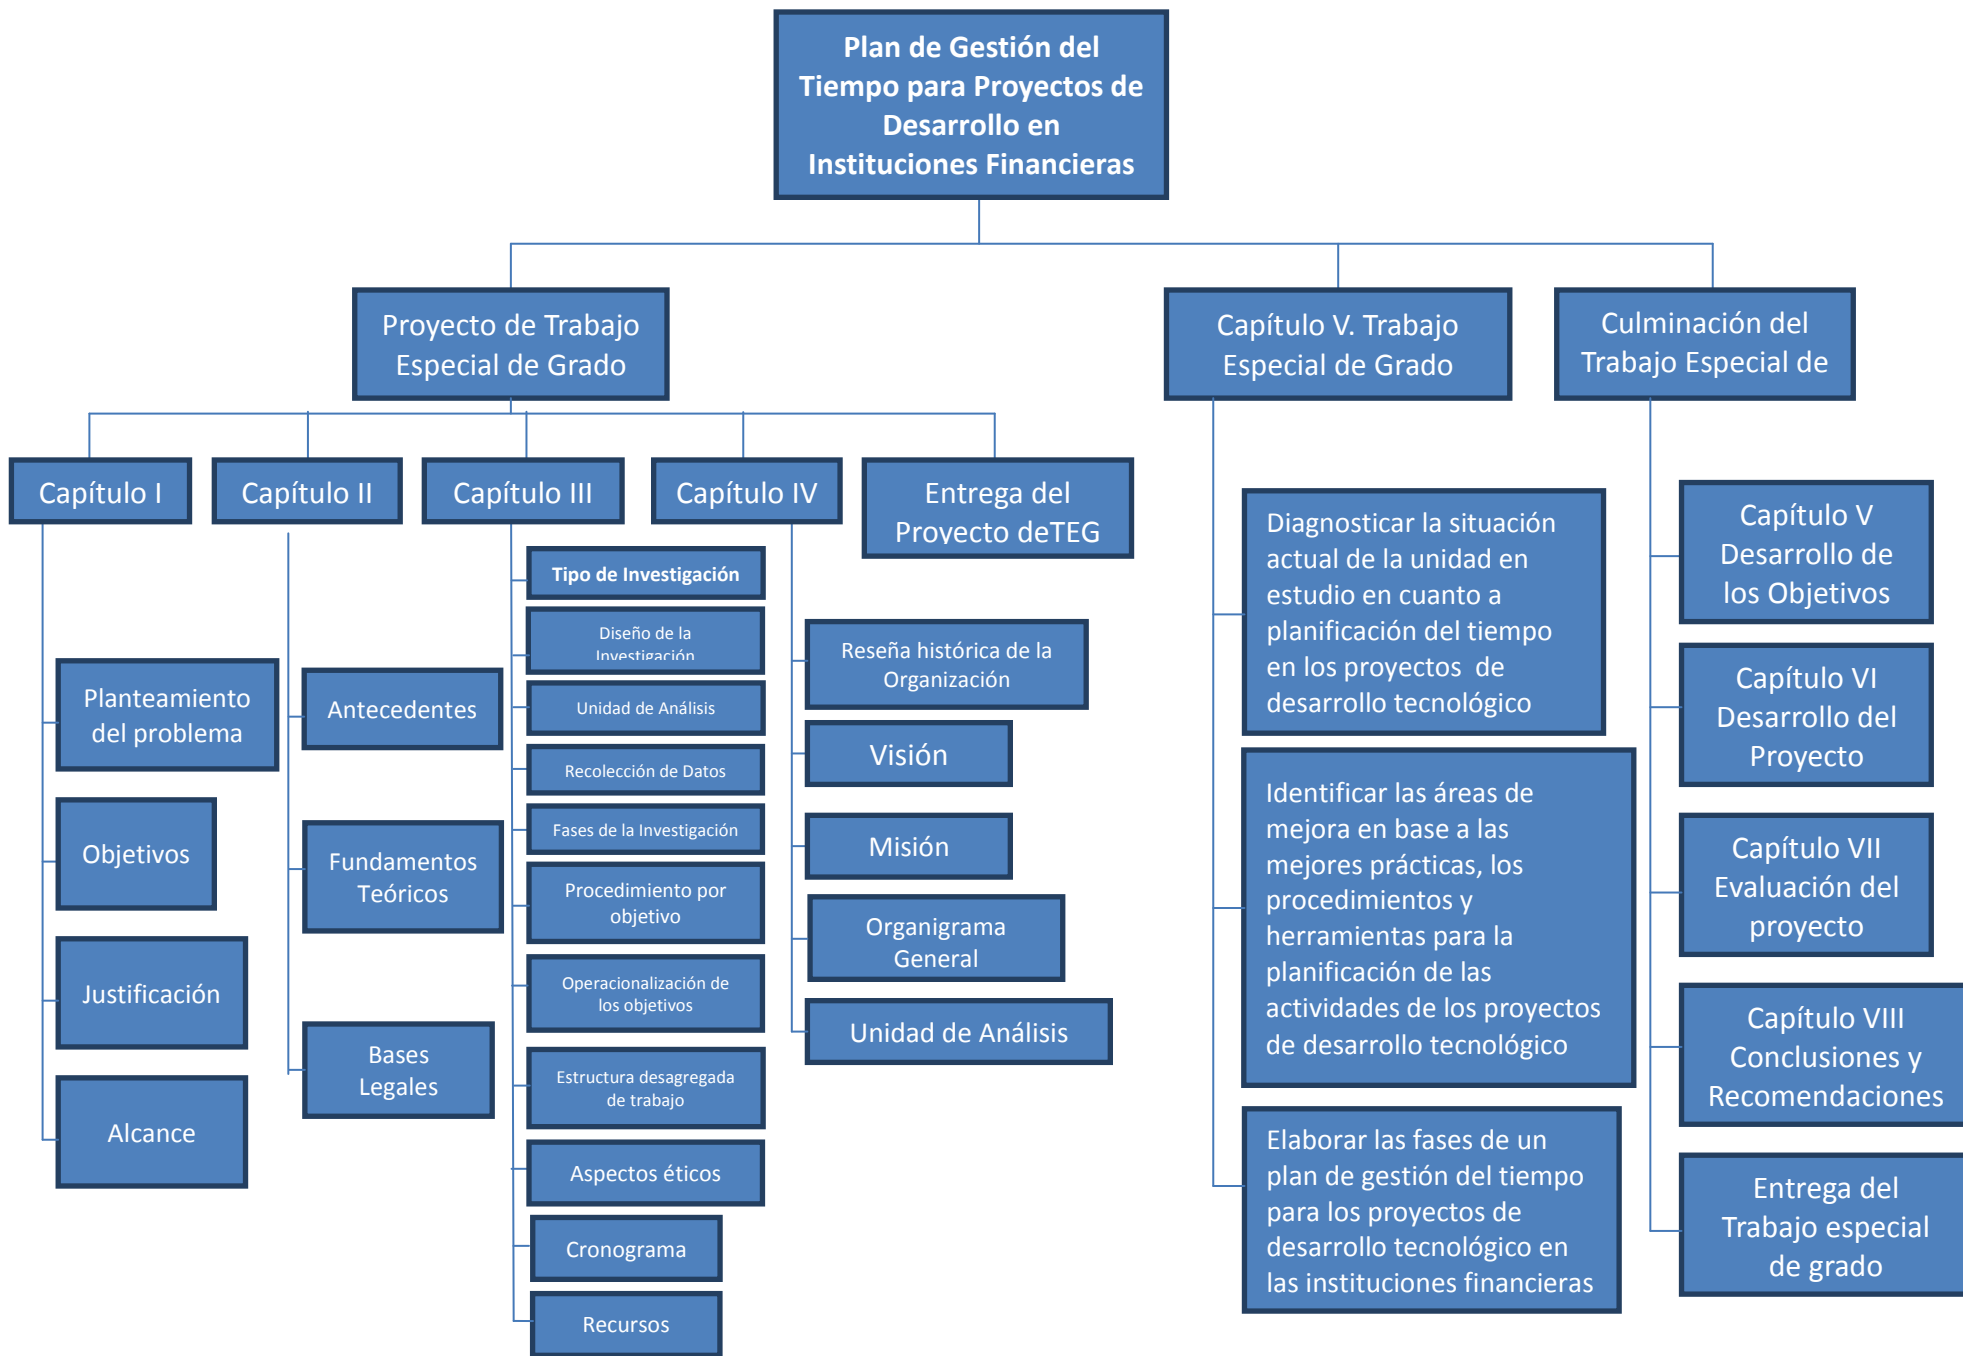 Plan de Gestión del
Tiempo para Proyectos de
Desarrollo en
Instituciones Financieras
Proyecto de Trabajo
Especial de Grado
Capítulo V. Trabajo
Especial de Grado
Culminación del
Trabajo Especial de
Capítulo I
Capítulo II
Capítulo III
Capítulo IV
Entrega del
Proyecto deTEG
Planteamiento
del problema
Objetivos
Justificación
Alcance
Antecedentes
Fundamentos
Teóricos
Bases
Legales
Tipo de Investigación
Diseño de la
Investigación
Unidad de Análisis
Recolección de Datos
Fases de la Investigación
Procedimiento por
objetivo
Operacionalización de
los objetivos
Estructura desagregada
de trabajo
Aspectos éticos
Cronograma
Recursos
Reseña histórica de la
Organización
Visión
Misión
Organigrama
General
Unidad de Análisis
Diagnosticar la situación
actual de la unidad en
estudio en cuanto a
planificación del tiempo
en los proyectos  de
desarrollo tecnológico
Identificar las áreas de
mejora en base a las
mejores prácticas, los
procedimientos y
herramientas para la
planificación de las
actividades de los proyectos
de desarrollo tecnológico
Elaborar las fases de un
plan de gestión del tiempo
para los proyectos de
desarrollo tecnológico en
las instituciones financieras
Capítulo V
Desarrollo de
los Objetivos
Capítulo VI
Desarrollo del
Proyecto
Capítulo VII
Evaluación del
proyecto
Capítulo VIII
Conclusiones y
Recomendaciones
Entrega del
Trabajo especial
de grado